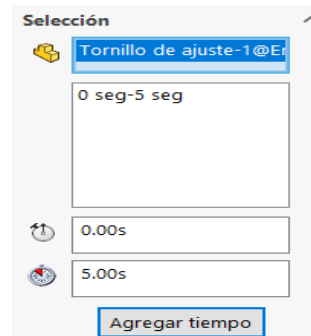 Selección
Tornillo de ajuste-1@En
0 seg-5 seg
0.00s
5.00s
Agregar tiempo